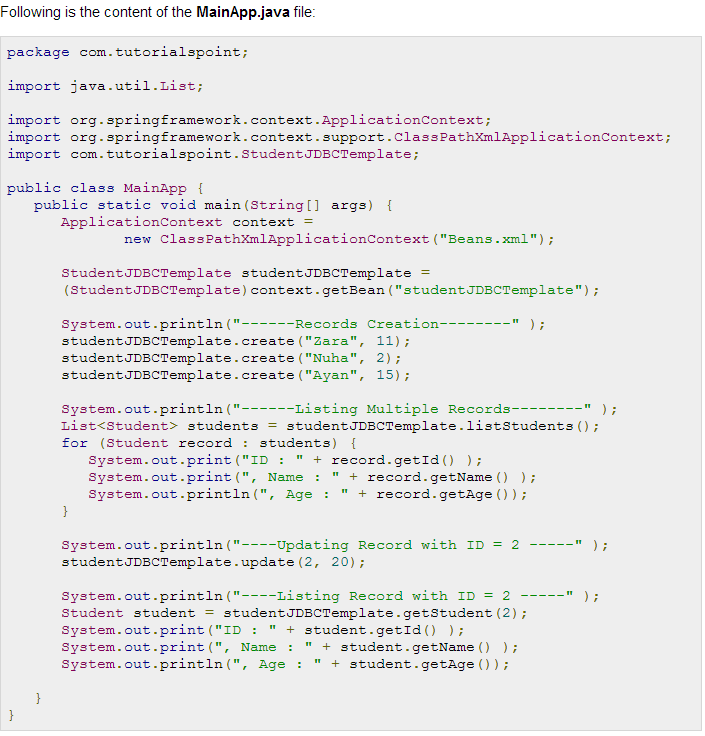 Following is the content of the MainApp.java file:
package com.tutorialspoint;
import java.util.List;
import org.springframework.context.ApplicationContext;
import org.springframework.context.support.ClassPathXmlApplicationContext;
import com.tutorialspoint.StudentJDBCTemplate;
public class MainApp {
   public static void main(String[] args) {
      ApplicationContext context =
             new ClassPathXmlApplicationContext("Beans.xml");
      StudentJDBCTemplate studentJDBCTemplate =
      (StudentJDBCTemplate)context.getBean("studentJDBCTemplate");
      System.out.println("------Records Creation--------" );
      studentJDBCTemplate.create("Zara", 11);
      studentJDBCTemplate.create("Nuha", 2);
      studentJDBCTemplate.create("Ayan", 15);
      System.out.println("------Listing Multiple Records--------" );
      List<Student> students = studentJDBCTemplate.listStudents();
      for (Student record : students) {
         System.out.print("ID : " + record.getId() );
         System.out.print(", Name : " + record.getName() );
         System.out.println(", Age : " + record.getAge());
      }
      System.out.println("----Updating Record with ID = 2 -----" );
      studentJDBCTemplate.update(2, 20);
      System.out.println("----Listing Record with ID = 2 -----" );
      Student student = studentJDBCTemplate.getStudent(2);
      System.out.print("ID : " + student.getId() );
      System.out.print(", Name : " + student.getName() );
      System.out.println(", Age : " + student.getAge());
   }
}